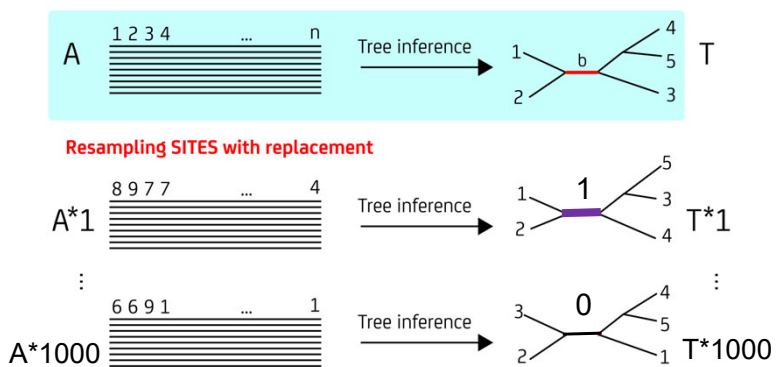 1 2 3 4 ... n
A
Tree inference
1
2
b
4
5
3
T
Resampling SITES with replacement
8 9 7 7 ... 4
A*1
Tree inference
1
2
1
5
3
4
T*1
⋮
⋮
6 6 9 1 ... 1
A*1000
Tree inference
3
2
0
4
5
1
T*1000